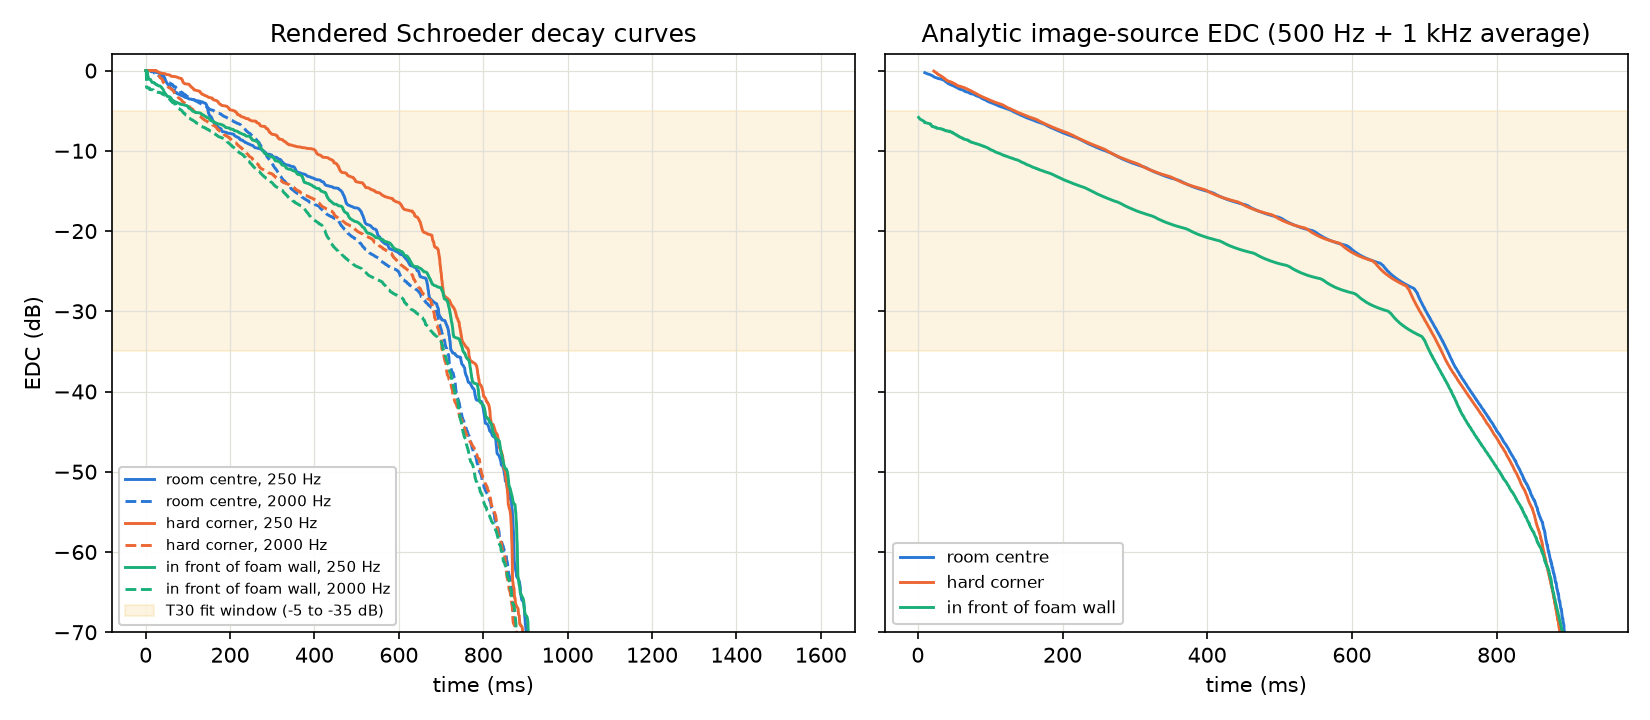 Rendered Schroeder decay curves
EDC (dB)
0
−10
−20
−30
−40
−50
−60
−70
room centre, 250 Hz
room centre, 2000 Hz
hard corner, 250 Hz
hard corner, 2000 Hz
in front of foam wall, 250 Hz
in front of foam wall, 2000 Hz
T30 fit window (-5 to -35 dB)
0 200 400 600 800 1000 1200 1400 1600
time (ms)
Analytic image-source EDC (500 Hz + 1 kHz average)
room centre
hard corner
in front of foam wall
0 200 400 600 800
time (ms)